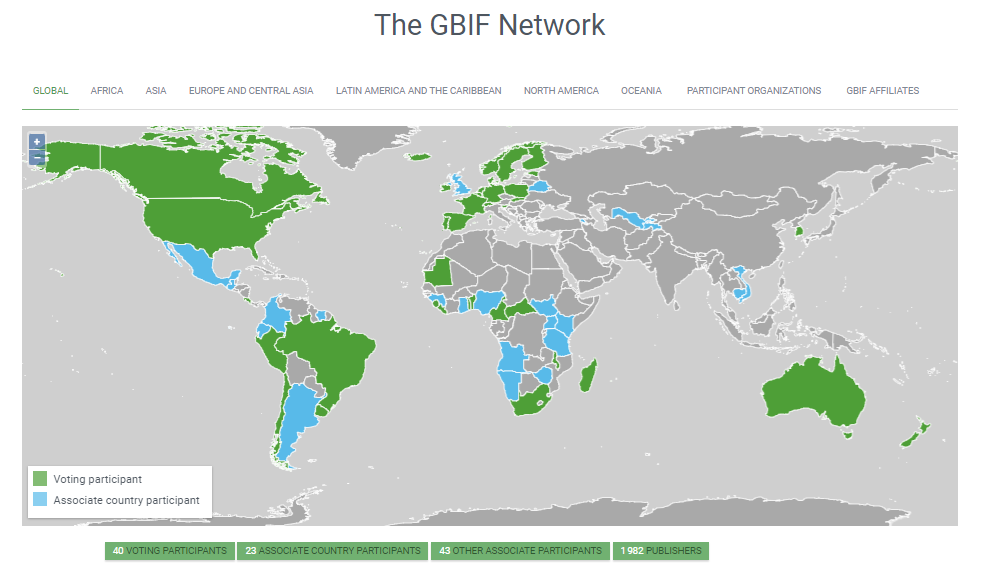 The GBIF Network
GLOBAL AFRICA ASIA EUROPE AND CENTRAL ASIA LATIN AMERICA AND THE CARIBBEAN NORTH AMERICA OCEANIA PARTICIPANT ORGANIZATIONS GBIF AFFILIATES
+
−
Voting participant
Associate country participant
40 VOTING PARTICIPANTS 23 ASSOCIATE COUNTRY PARTICIPANTS 43 OTHER ASSOCIATE PARTICIPANTS 1 982 PUBLISHERS